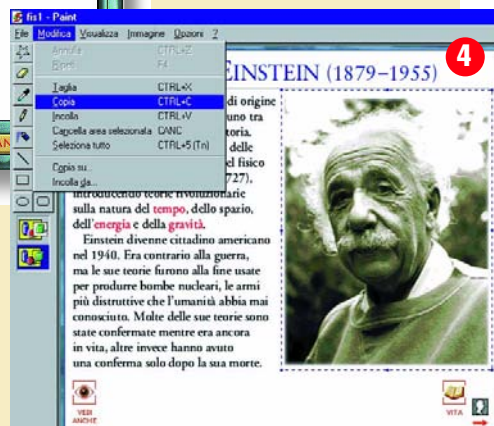 fis1 - Paint
File Modifica Visualizza Immagine Opzioni ?
Annulla CTRL+Z
Ripeti F4
Taglia CTRL+X
Copia CTRL+C
Incolla CTRL+V
Cancella area selezionata CANC
Seleziona tutto CTRL+5 (Tn)
Copia su...
Incolla da...
4
EINSTEIN (1879–1955)
di origine
uno tra
toria.
delle
el fisico
727),
introducendo teorie rivoluzionarie
sulla natura del tempo, dello spazio,
dell'energia e della gravità.
Einstein divenne cittadino americano
nel 1940. Era contrario alla guerra,
ma le sue teorie furono alla fine usate
per produrre bombe nucleari, le armi
più distruttive che l'umanità abbia mai
conosciuto. Molte delle sue teorie sono
state confermate mentre era ancora
in vita, altre invece hanno avuto
una conferma solo dopo la sua morte.
VEDI
ANCHE
VITA